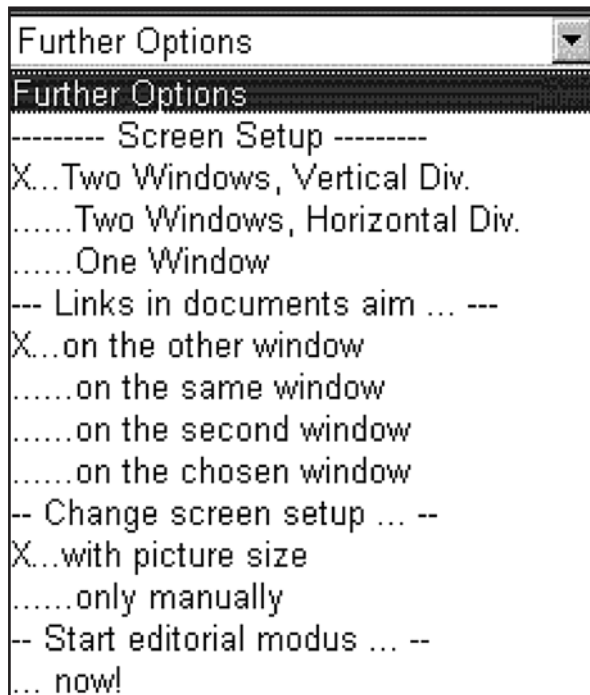 Further Options
Further Options
--------- Screen Setup ---------
X...Two Windows, Vertical Div.
......Two Windows, Horizontal Div.
......One Window
--- Links in documents aim ... ---
X...on the other window
......on the same window
......on the second window
......on the chosen window
-- Change screen setup ... --
X...with picture size
......only manually
-- Start editorial modus ... --
... now!